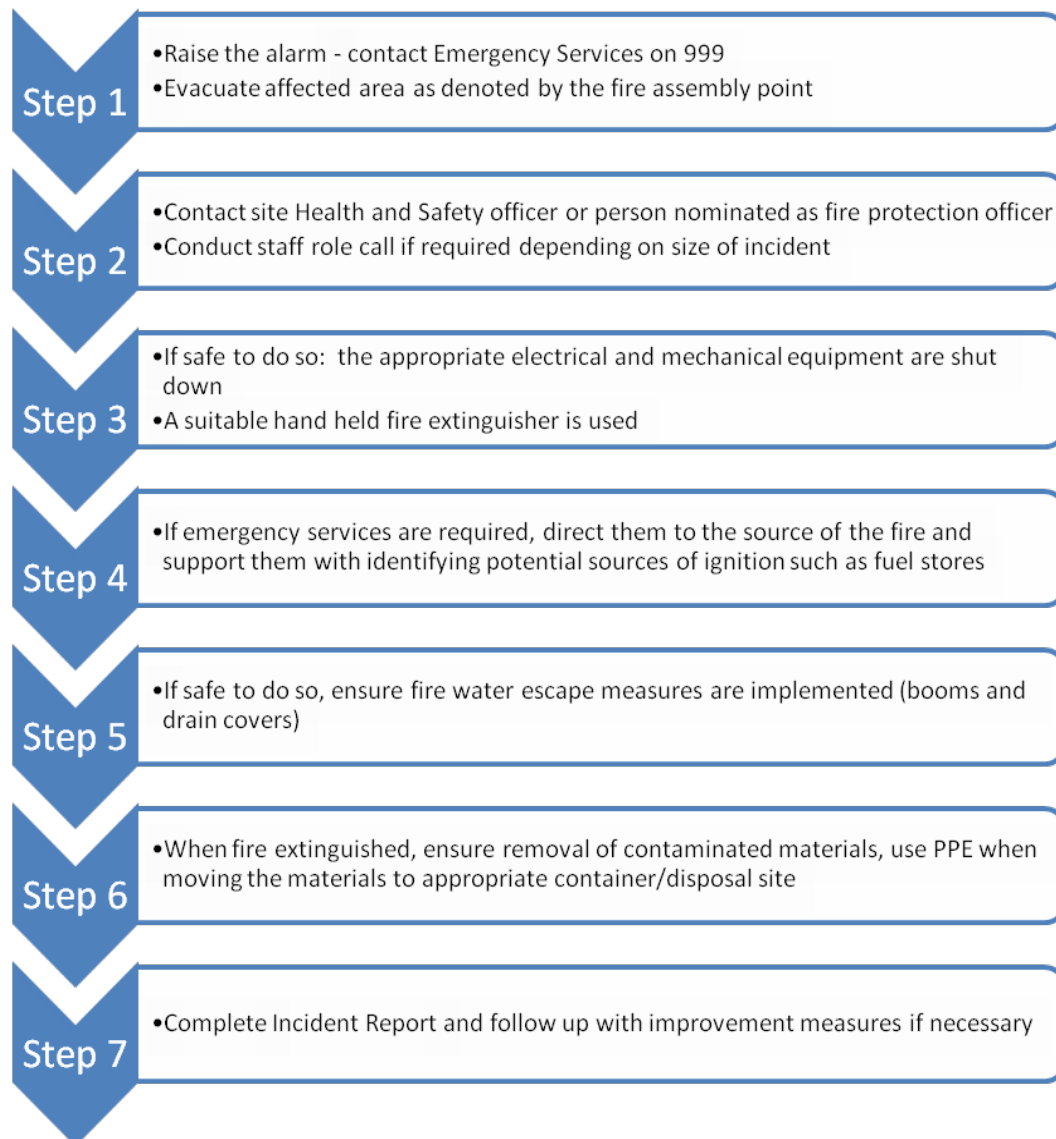 Step 1
•Raise the alarm - contact Emergency Services on 999
•Evacuate affected area as denoted by the fire assembly point
Step 2
•Contact site Health and Safety officer or person nominated as fire protection officer
•Conduct staff role call if required depending on size of incident
Step 3
•If safe to do so:  the appropriate electrical and mechanical equipment are shut
down
•A suitable hand held fire extinguisher is used
Step 4
•If emergency services are required, direct them to the source of the fire and
support them with identifying potential sources of ignition such as fuel stores
Step 5
•If safe to do so, ensure fire water escape measures are implemented (booms and
drain covers)
Step 6
•When fire extinguished, ensure removal of contaminated materials, use PPE when
moving the materials to appropriate container/disposal site
Step 7
•Complete Incident Report and follow up with improvement measures if necessary